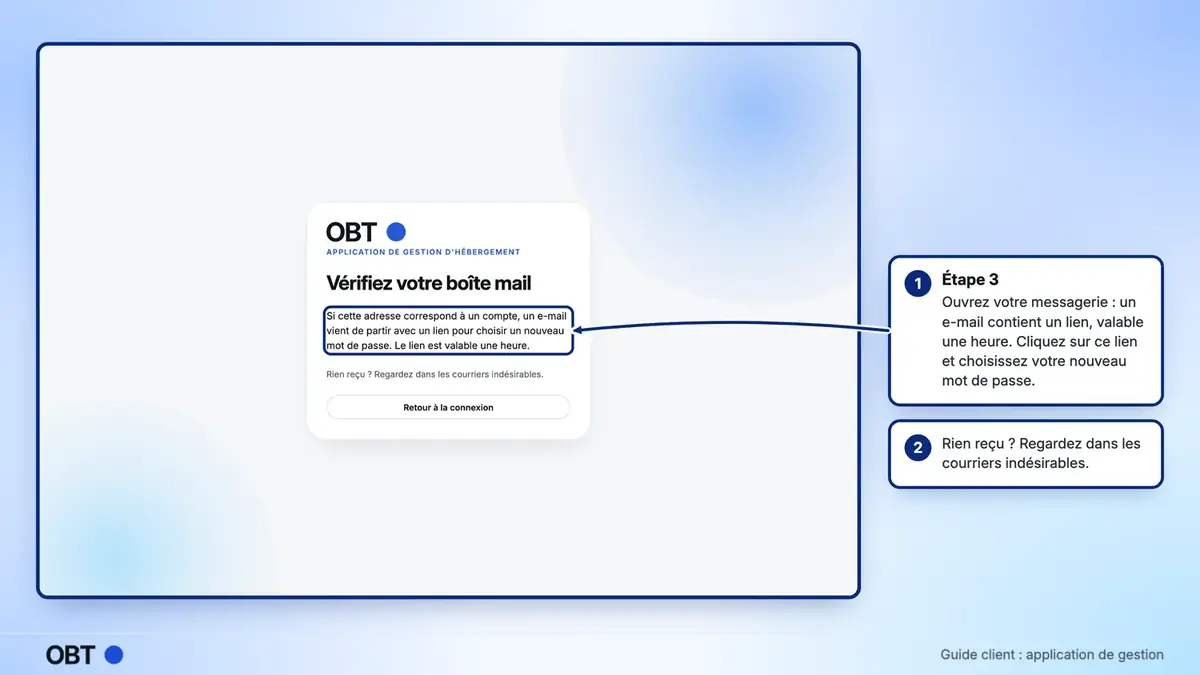 OBT
APPLICATION DE GESTION D'HÉBERGEMENT
Vérifiez votre boîte mail
Si cette adresse correspond à un compte, un e-mail
vient de partir avec un lien pour choisir un nouveau
mot de passe. Le lien est valable une heure.
Rien reçu ? Regardez dans les courriers indésirables.
Retour à la connexion
1
Étape 3
Ouvrez votre messagerie : un
e-mail contient un lien, valable
une heure. Cliquez sur ce lien
et choisissez votre nouveau
mot de passe.
2
Rien reçu ? Regardez dans les
courriers indésirables.
OBT
Guide client : application de gestion